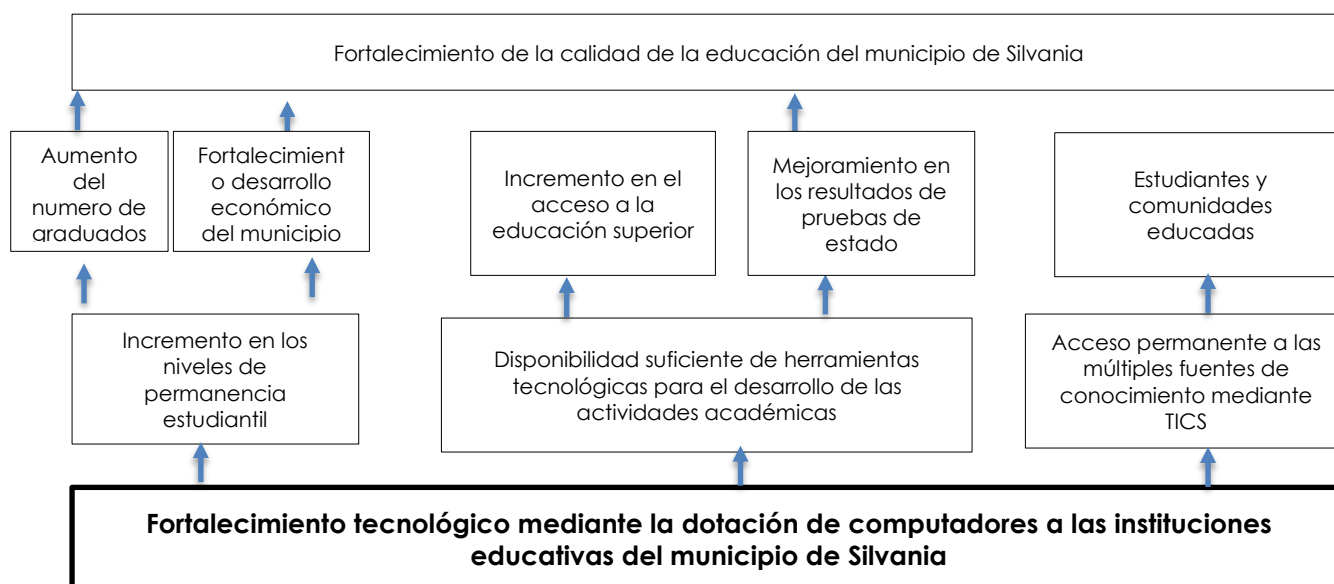 Fortalecimiento de la calidad de la educación del municipio de Silvania
Aumento
del
numero de
graduados
Fortalecimient
o desarrollo
económico
del municipio
Incremento en el
acceso a la
educación superior
Mejoramiento en
los resultados de
pruebas de
estado
Estudiantes y
comunidades
educadas
Incremento en los
niveles de
permanencia
estudiantil
Disponibilidad suficiente de herramientas
tecnológicas para el desarrollo de las
actividades académicas
Acceso permanente a las
múltiples fuentes de
conocimiento mediante
TICS
Fortalecimiento tecnológico mediante la dotación de computadores a las instituciones
educativas del municipio de Silvania